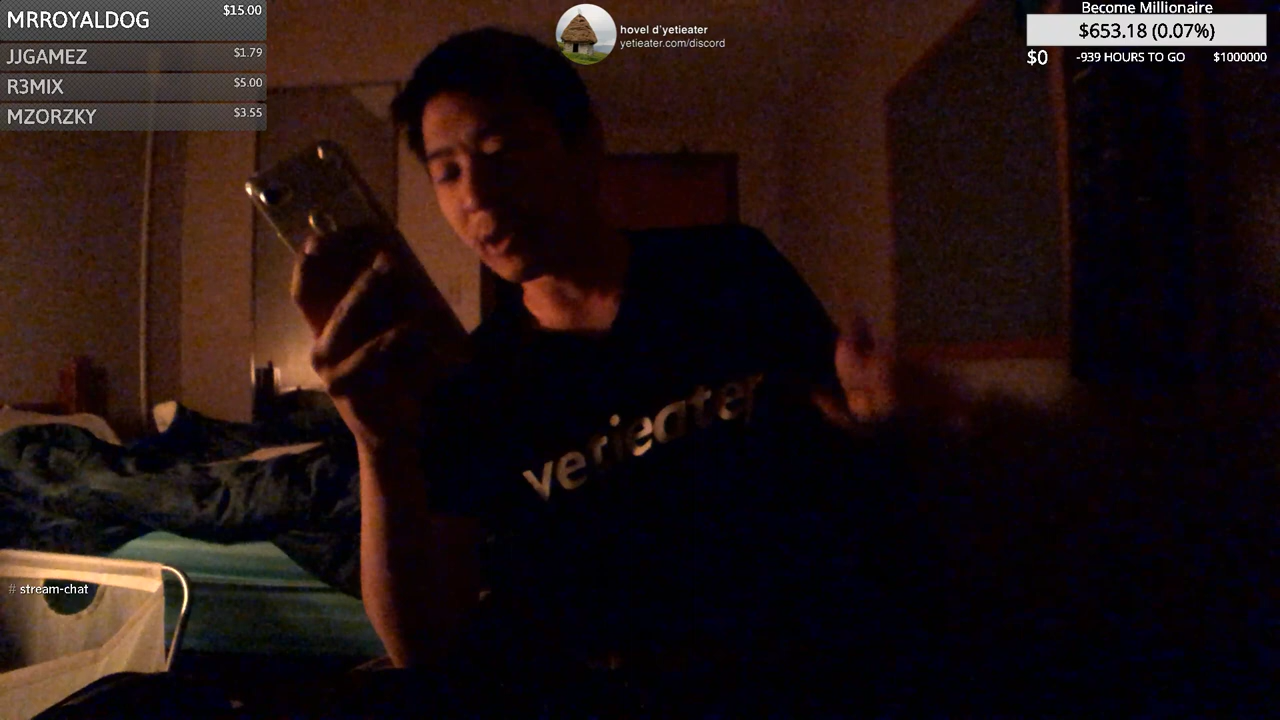 MRROYALDOG $15.00
JJGAMEZ $1.79
R3MIX $5.00
MZORZKY $3.55
hovel d'yetieater
yetieater.com/discord
Become Millionaire
$653.18 (0.07%)
$0 -939 HOURS TO GO $1000000
yetieater
# stream-chat